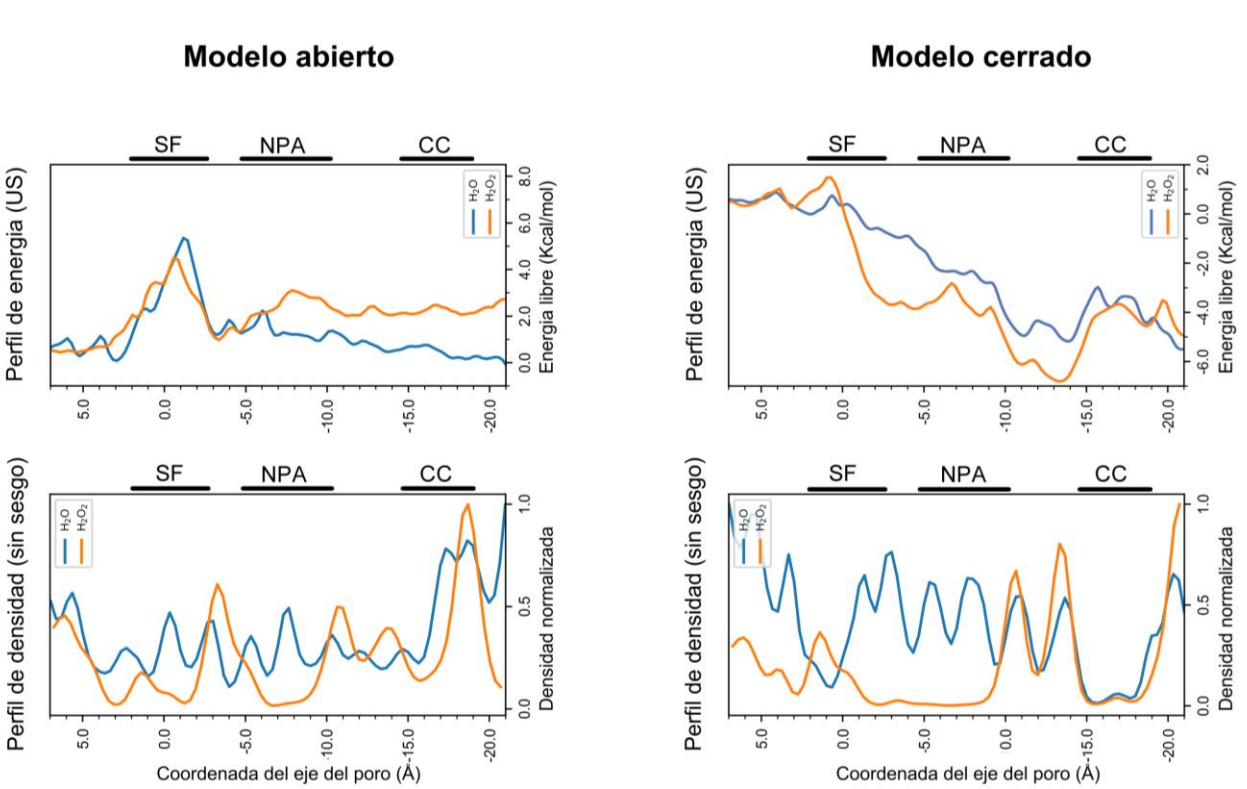 Modelo abierto
Modelo cerrado
SF NPA CC
Perfil de energía (US)
H₂O
H₂O₂
8.0
6.0
4.0
2.0
0.0
Energía libre (Kcal/mol)
5.0 0.0 -5.0 -10.0 -15.0 -20.0
SF NPA CC
Perfil de energía (US)
H₂O
H₂O₂
2.0
0.0
-2.0
-4.0
-6.0
Energía libre (Kcal/mol)
5.0 0.0 -5.0 -10.0 -15.0 -20.0
SF NPA CC
Perfil de densidad (sin sesgo)
H₂O
H₂O₂
1.0
0.5
0.0
Densidad normalizada
5.0 0.0 -5.0 -10.0 -15.0 -20.0
Coordenada del eje del poro (Å)
SF NPA CC
Perfil de densidad (sin sesgo)
H₂O
H₂O₂
1.0
0.5
0.0
Densidad normalizada
5.0 0.0 -5.0 -10.0 -15.0 -20.0
Coordenada del eje del poro (Å)